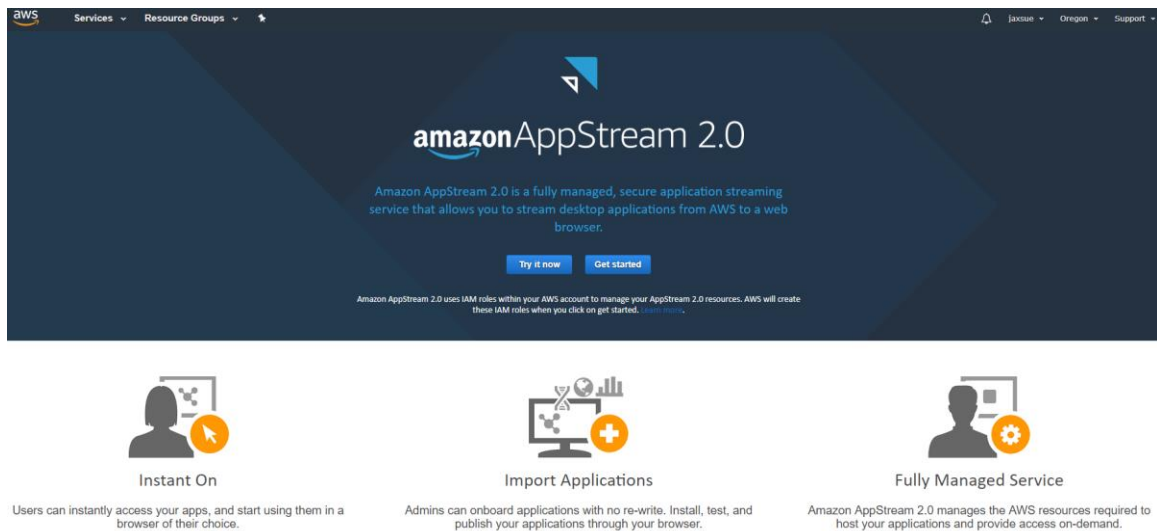 aws Services Resource Groups jaxsue Oregon Support
amazon AppStream 2.0
Amazon AppStream 2.0 is a fully managed, secure application streaming
service that allows you to stream desktop applications from AWS to a web
browser.
Try it now Get started
Amazon AppStream 2.0 uses IAM roles within your AWS account to manage your AppStream 2.0 resources. AWS will create
these IAM roles when you click on get started. Learn more.
Instant On
Users can instantly access your apps, and start using them in a
browser of their choice.
Import Applications
Admins can onboard applications with no re-write. Install, test, and
publish your applications through your browser.
Fully Managed Service
Amazon AppStream 2.0 manages the AWS resources required to
host your applications and provide access on-demand.